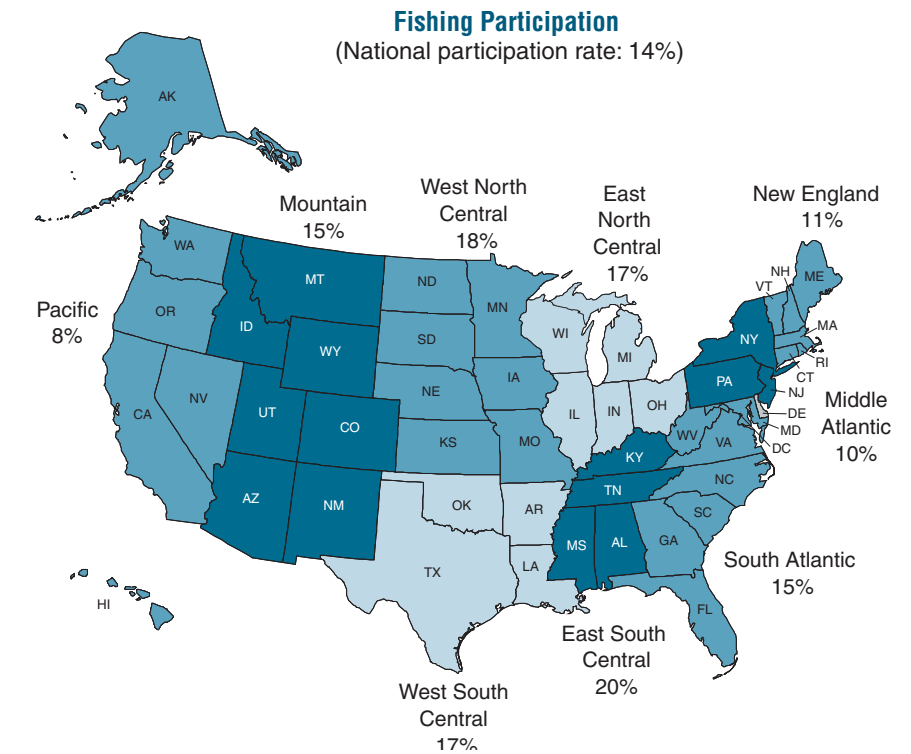 Fishing Participation
(National participation rate: 14%)
AK
Mountain
15%
West North
Central
18%
East
North
Central
17%
New England
11%
Pacific
8%
WA
OR
CA
NV
ID
MT
WY
UT
CO
AZ
NM
ND
SD
NE
KS
MN
IA
MO
WI
MI
IL
IN
OH
OK
AR
TX
LA
KY
TN
MS
AL
NY
PA
VT
NH
ME
MA
RI
CT
NJ
DE
MD
DC
WV
VA
NC
SC
GA
FL
HI
Middle
Atlantic
10%
South Atlantic
15%
East South
Central
20%
West South
Central
17%